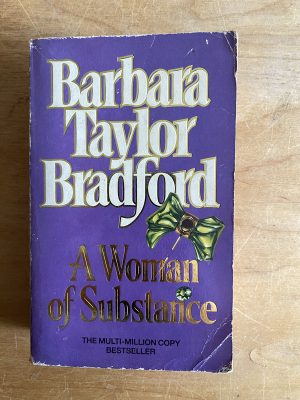 Barbara
Taylor
Bradford
A Woman
of Substance
THE MULTI-MILLION COPY
BESTSELLER